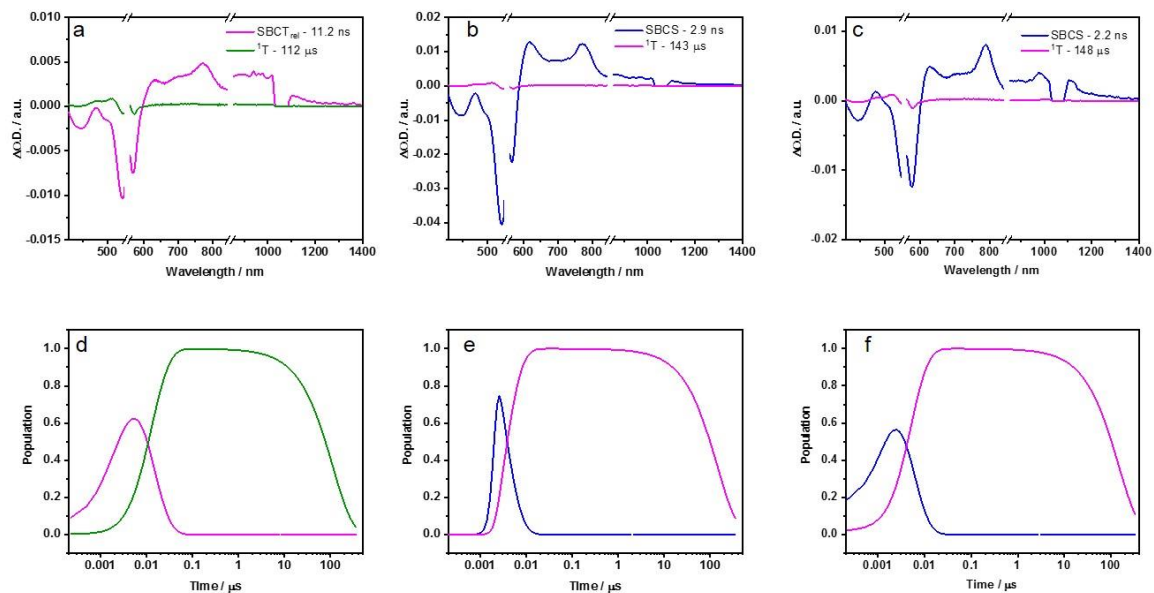 a
SBCTrel - 11.2 ns
1T - 112 μs
0.010
0.005
0.000
-0.005
-0.010
-0.015
Δ.O.D. / a.u.
500 600 700 800 1000 1200 1400
Wavelength / nm
b
SBCS - 2.9 ns
1T - 143 μs
0.02
0.01
0.00
-0.01
-0.02
-0.03
-0.04
Δ.O.D. / a.u.
500 600 700 800 1000 1200 1400
Wavelength / nm
c
SBCS - 2.2 ns
1T - 148 μs
0.01
0.00
-0.01
-0.02
Δ.O.D. / a.u.
500 600 700 800 1000 1200 1400
Wavelength / nm
d
1.0
0.8
0.6
0.4
0.2
0.0
Population
0.001 0.01 0.1 1 10 100
Time / μs
e
1.0
0.8
0.6
0.4
0.2
0.0
Population
0.001 0.01 0.1 1 10 100
Time / μs
f
1.0
0.8
0.6
0.4
0.2
0.0
Population
0.001 0.01 0.1 1 10 100
Time / μs